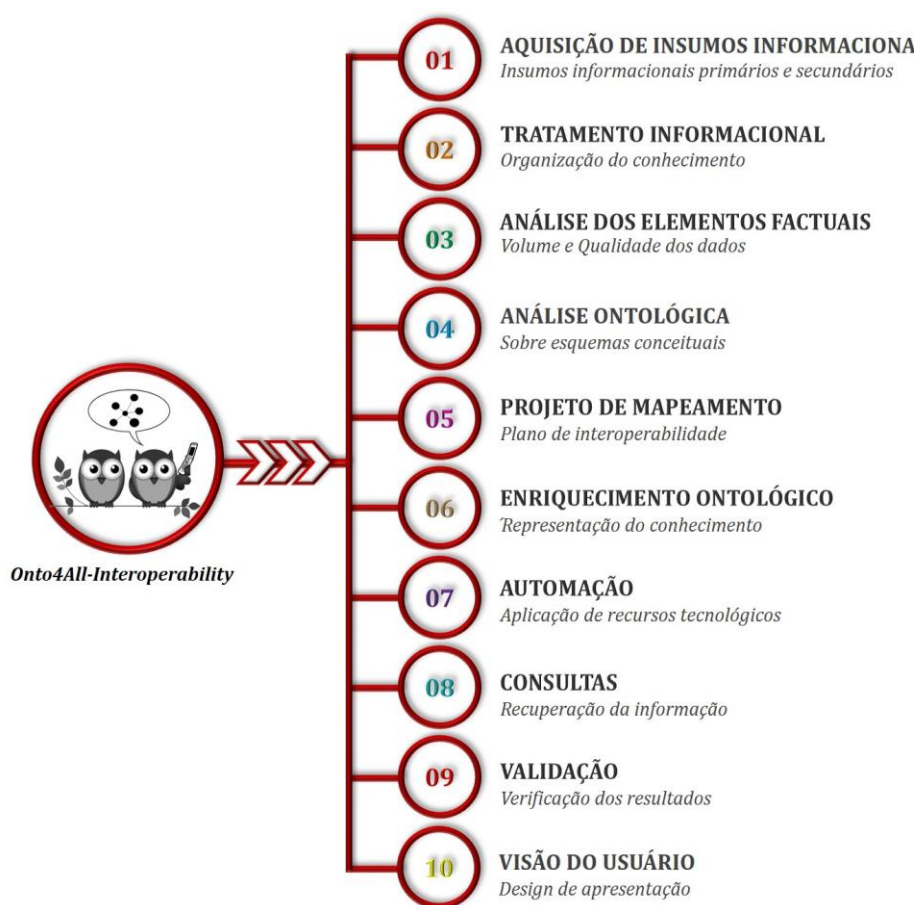 01
AQUISIÇÃO DE INSUMOS INFORMACIONA
Insumos informacionais primários e secundários
02
TRATAMENTO INFORMACIONAL
Organização do conhecimento
03
ANÁLISE DOS ELEMENTOS FACTUAIS
Volume e Qualidade dos dados
04
ANÁLISE ONTOLÓGICA
Sobre esquemas conceituais
05
PROJETO DE MAPEAMENTO
Plano de interoperabilidade
06
ENRIQUECIMENTO ONTOLÓGICO
Representação do conhecimento
07
AUTOMAÇÃO
Aplicação de recursos tecnológicos
08
CONSULTAS
Recuperação da informação
09
VALIDAÇÃO
Verificação dos resultados
10
VISÃO DO USUÁRIO
Design de apresentação
Onto4All-Interoperability